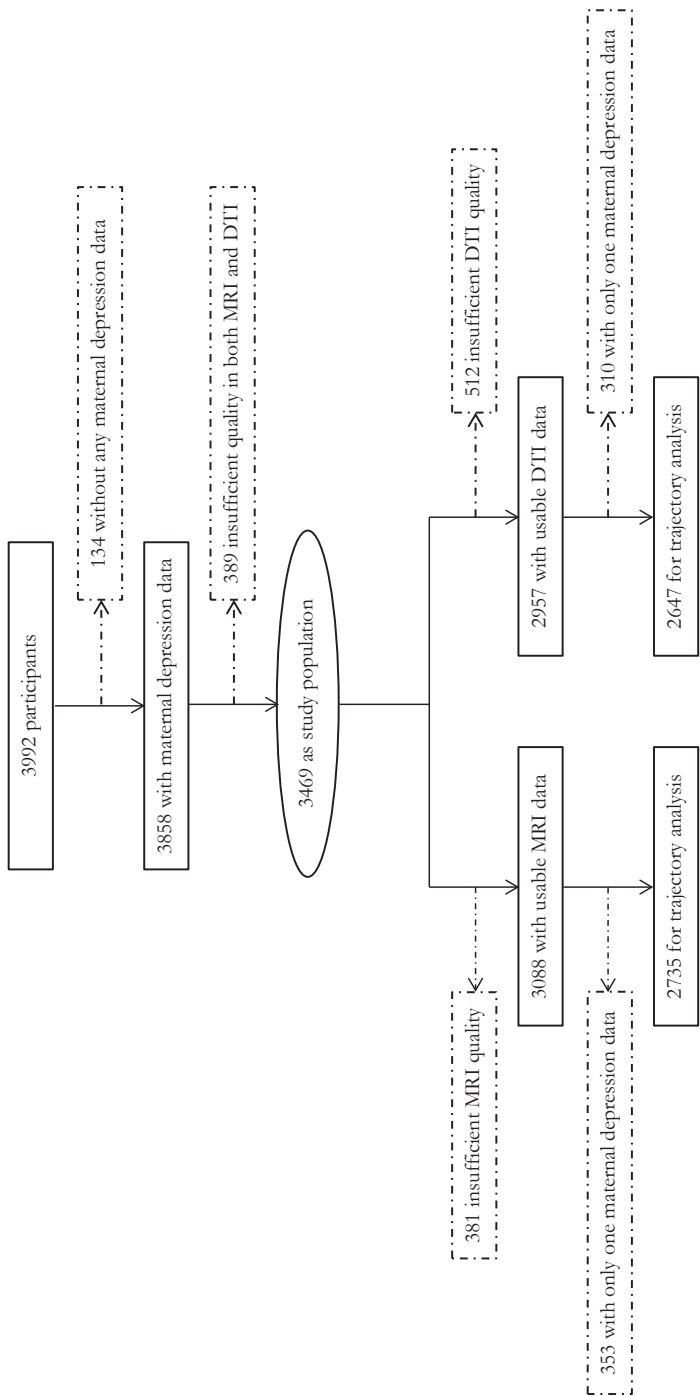 3992 participants
134 without any maternal depression data
3858 with maternal depression data
389 insufficient quality in both MRI and DTI
3469 as study population
381 insufficient MRI quality
512 insufficient DTI quality
3088 with usable MRI data
2957 with usable DTI data
353 with only one maternal depression data
310 with only one maternal depression data
2735 for trajectory analysis
2647 for trajectory analysis